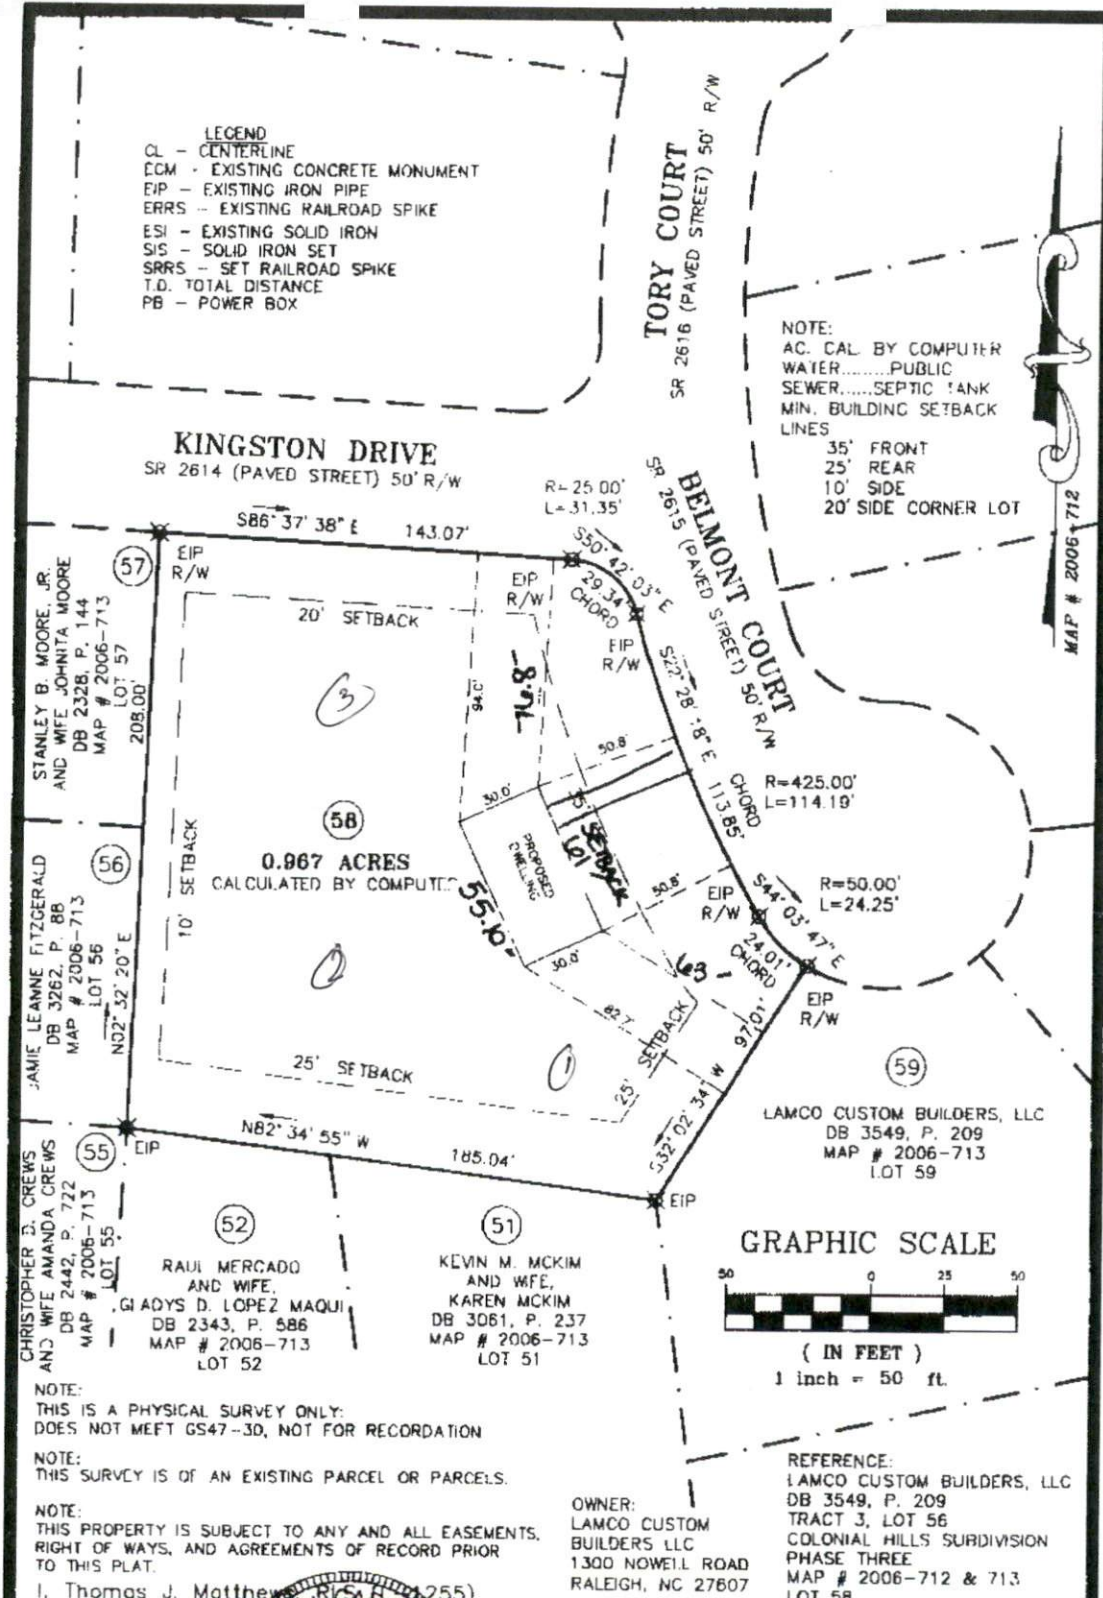 LEGEND
CL - CENTERLINE
ECM - EXISTING CONCRETE MONUMENT
EIP - EXISTING IRON PIPE
ERRS - EXISTING RAILROAD SPIKE
ESI - EXISTING SOLID IRON
SIS - SOLID IRON SET
SRRS - SET RAILROAD SPIKE
T.D. TOTAL DISTANCE
PB - POWER BOX
TORY COURT
SR 2616 (PAVED STREET) 50' R/W
NOTE:
AC. CAL. BY COMPUTER
WATER.........PUBLIC
SEWER.......SEPTIC TANK
MIN. BUILDING SETBACK
LINES
35' FRONT
25' REAR
10' SIDE
20' SIDE CORNER LOT
MAP # 2006-712
KINGSTON DRIVE
SR 2614 (PAVED STREET) 50' R/W
BELMONT COURT
SR 2615 (PAVED STREET) 50' R/W
R=25.00'
L=31.35'
S86° 37' 38" E 143.07'
S50° 42' 03" E
29.34'
CHORD
57
EIP
R/W
EIP
R/W
EIP
R/W
STANLEY B. MOORE, JR.
AND WIFE JOHNITA MOORE
DB 2328, P. 144
MAP # 2006-713
LOT 57
208.00'
20' SETBACK
3
94.0'
76.8-
50.8'
S22° 28' 18" E
CHORD
113.85'
R=425.00'
L=114.19'
30.0'
58
0.967 ACRES
CALCULATED BY COMPUTER
35' SETBACK
61
PROPOSED
DWELLING
55.10-
50.8'
30.0'
56
JAMIE LEANNE FITZGERALD
DB 3262, P. 88
MAP # 2006-713
LOT 56
N02° 32' 20" E
10' SETBACK
2
EIP
R/W
R=50.00'
L=24.25'
S44° 03' 47" E
24.01'
CHORD
63-
82.7'
EIP
R/W
97.01'
S32° 02' 34" W
25' SETBACK
25' SETBACK
1
59
LAMCO CUSTOM BUILDERS, LLC
DB 3549, P. 209
MAP # 2006-713
LOT 59
N82° 34' 55" W 185.04'
EIP
EIP
55
CHRISTOPHER D. CREWS
AND WIFE AMANDA CREWS
DB 2442, P. 722
MAP # 2006-713
LOT 55
52
RAUL MERCADO
AND WIFE,
GLADYS D. LOPEZ MAQUI
DB 2343, P. 586
MAP # 2006-713
LOT 52
51
KEVIN M. MCKIM
AND WIFE,
KAREN MCKIM
DB 3061, P. 237
MAP # 2006-713
LOT 51
GRAPHIC SCALE
50 0 25 50
( IN FEET )
1 inch = 50 ft.
NOTE:
THIS IS A PHYSICAL SURVEY ONLY:
DOES NOT MEET GS47-30, NOT FOR RECORDATION
NOTE:
THIS SURVEY IS OF AN EXISTING PARCEL OR PARCELS.
NOTE:
THIS PROPERTY IS SUBJECT TO ANY AND ALL EASEMENTS,
RIGHT OF WAYS, AND AGREEMENTS OF RECORD PRIOR
TO THIS PLAT.
I, Thomas J. Matthews
OWNER:
LAMCO CUSTOM
BUILDERS LLC
1300 NOWELL ROAD
RALEIGH, NC 27607
REFERENCE:
LAMCO CUSTOM BUILDERS, LLC
DB 3549, P. 209
TRACT 3, LOT 56
COLONIAL HILLS SUBDIVISION
PHASE THREE
MAP # 2006-712 & 713
LOT 58